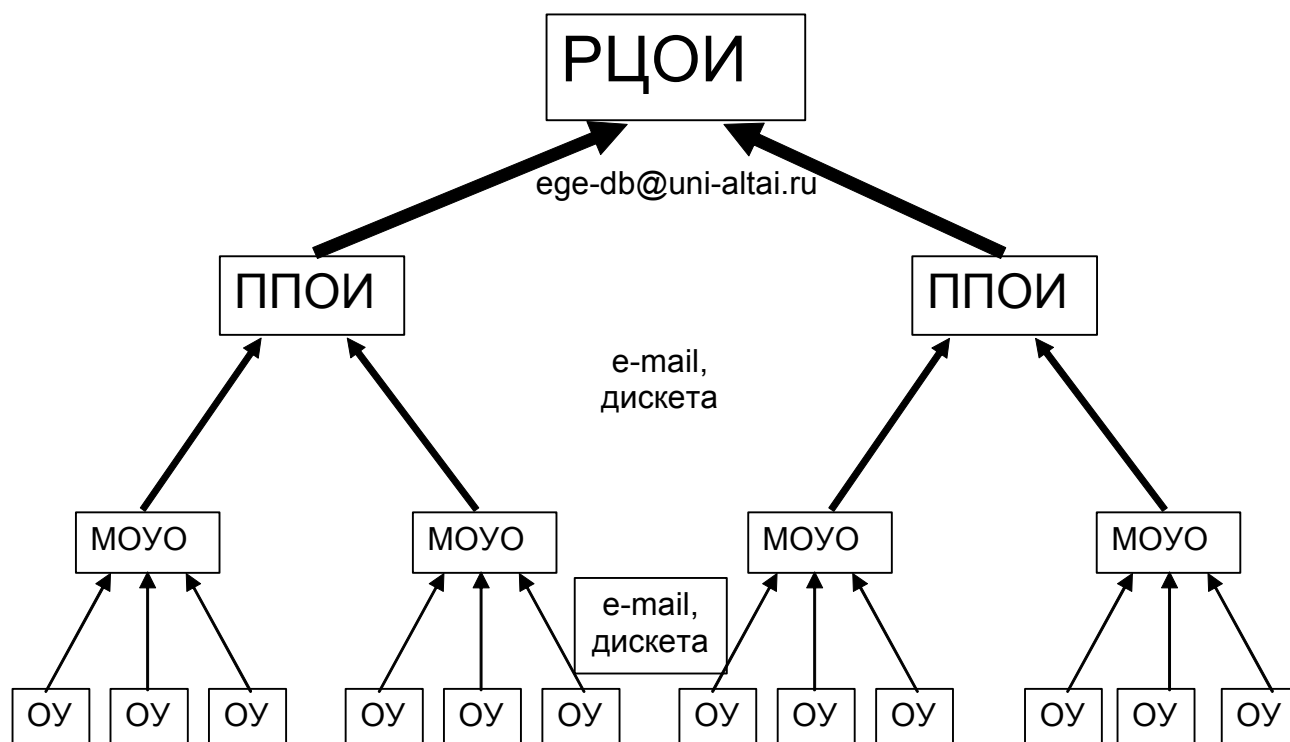 РЦОИ
ege-db@uni-altai.ru
ППОИ ППОИ
e-mail,
дискета
МОУО МОУО МОУО МОУО
e-mail,
дискета
ОУ ОУ ОУ ОУ ОУ ОУ ОУ ОУ ОУ ОУ ОУ ОУ